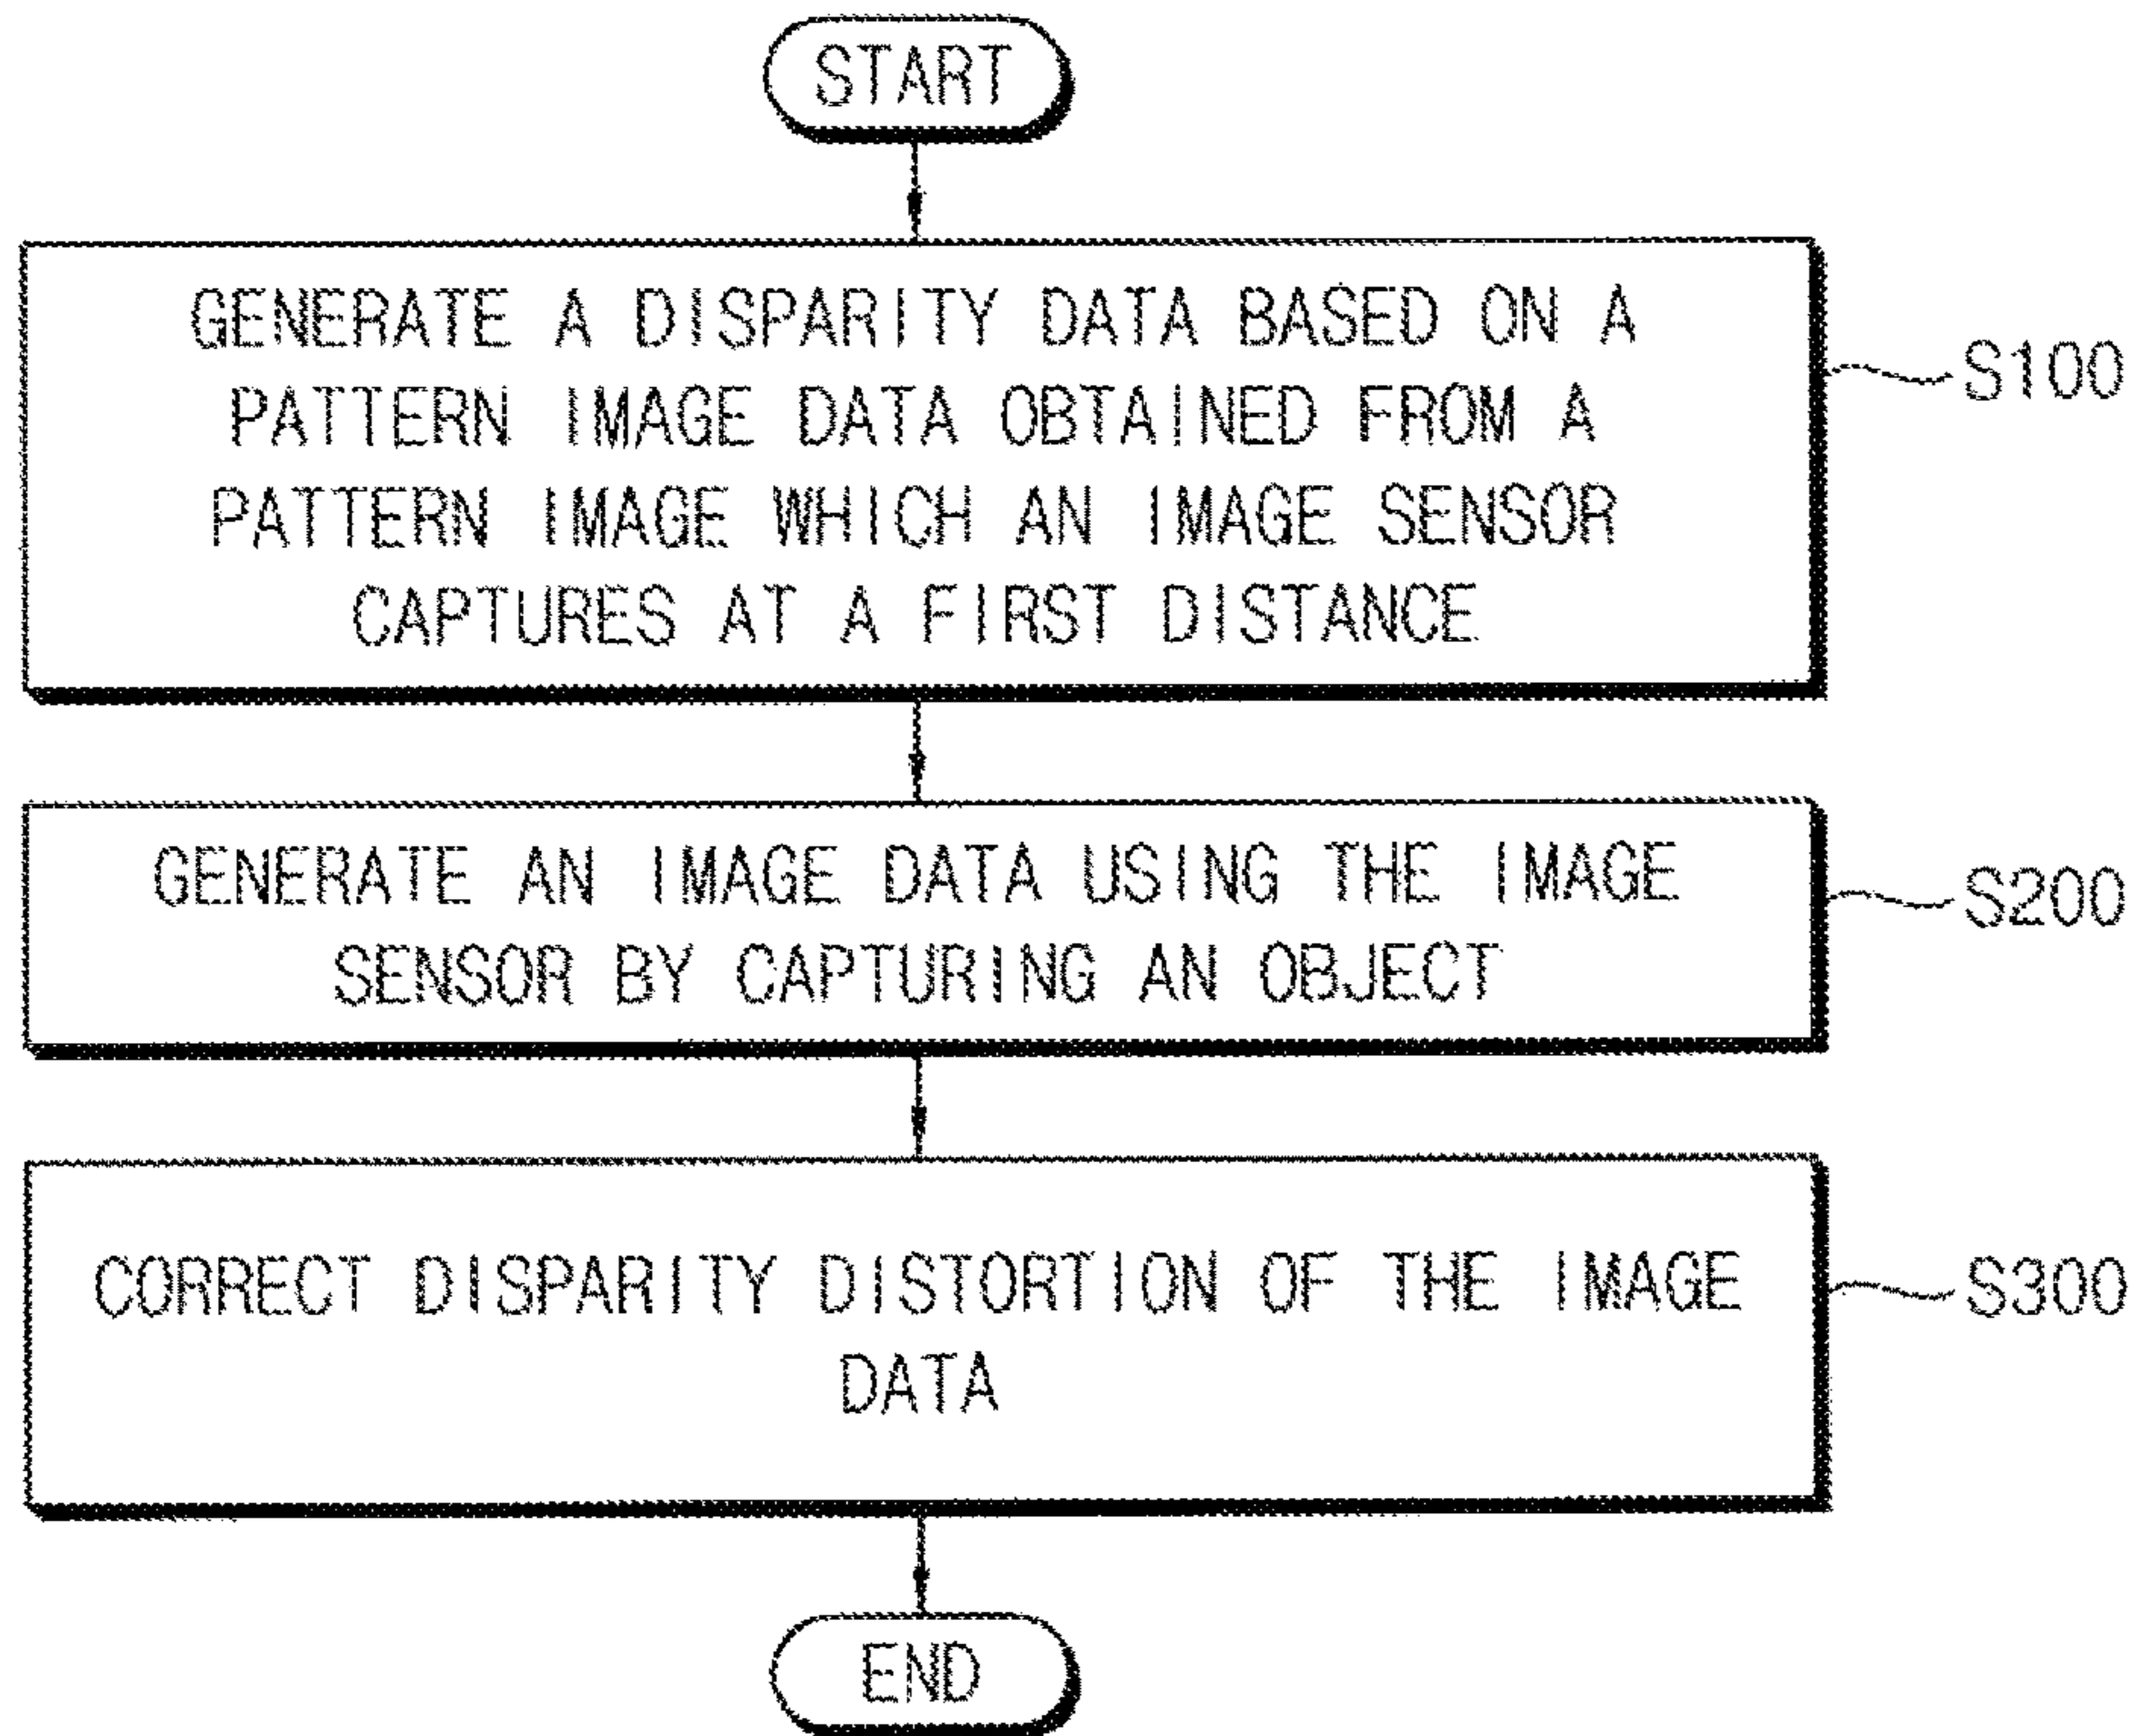 START
GENERATE A DISPARITY DATA BASED ON A
PATTERN IMAGE DATA OBTAINED FROM A
PATTERN IMAGE WHICH AN IMAGE SENSOR
CAPTURES AT A FIRST DISTANCE
S100
GENERATE AN IMAGE DATA USING THE IMAGE
SENSOR BY CAPTURING AN OBJECT
S200
CORRECT DISPARITY DISTORTION OF THE IMAGE
DATA
S300
END